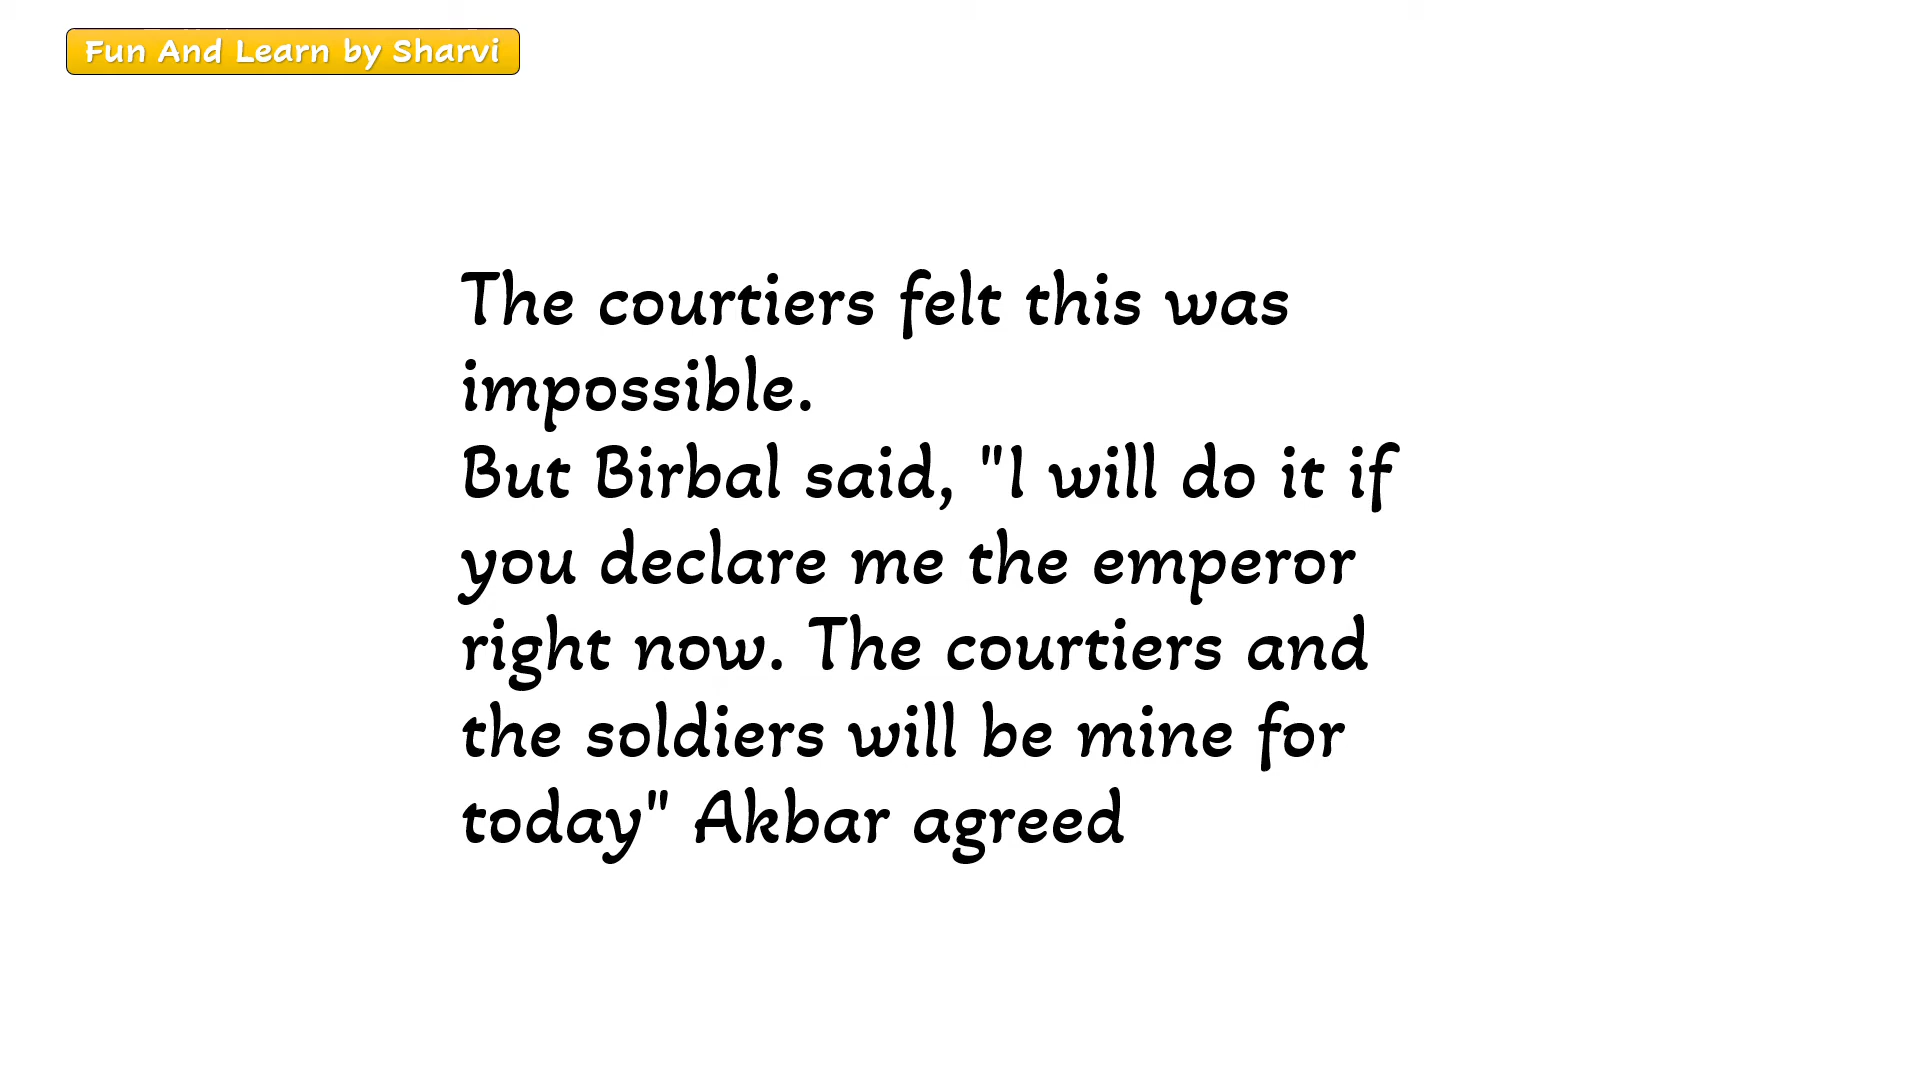 Fun And Learn by Sharvi
The courtiers felt this was
impossible.
But Birbal said, "I will do it if
you declare me the emperor
right now. The courtiers and
the soldiers will be mine for
today" Akbar agreed